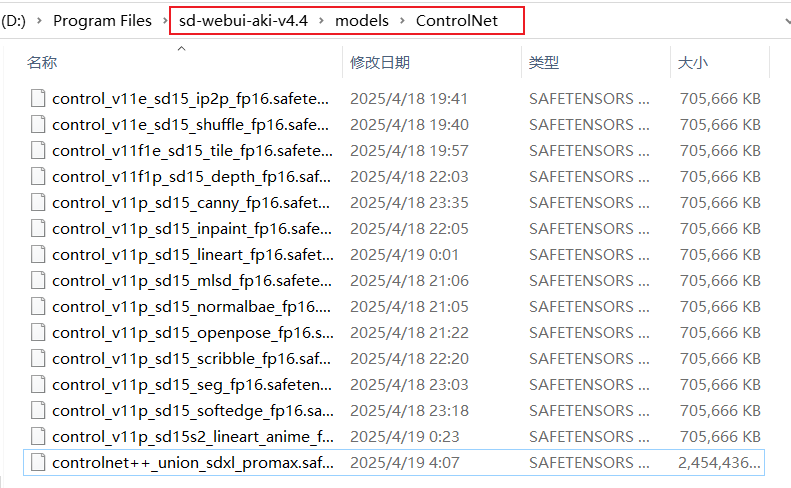 (D:) › Program Files › sd-webui-aki-v4.4 › models › ControlNet
名称 修改日期 类型 大小
control_v11e_sd15_ip2p_fp16.safete... 2025/4/18 19:41 SAFETENSORS ... 705,666 KB
control_v11e_sd15_shuffle_fp16.safe... 2025/4/18 19:40 SAFETENSORS ... 705,666 KB
control_v11f1e_sd15_tile_fp16.safete... 2025/4/18 19:57 SAFETENSORS ... 705,666 KB
control_v11f1p_sd15_depth_fp16.saf... 2025/4/18 22:03 SAFETENSORS ... 705,666 KB
control_v11p_sd15_canny_fp16.safet... 2025/4/18 23:35 SAFETENSORS ... 705,666 KB
control_v11p_sd15_inpaint_fp16.safe... 2025/4/18 22:05 SAFETENSORS ... 705,666 KB
control_v11p_sd15_lineart_fp16.safet... 2025/4/19 0:01 SAFETENSORS ... 705,666 KB
control_v11p_sd15_mlsd_fp16.safete... 2025/4/18 21:06 SAFETENSORS ... 705,666 KB
control_v11p_sd15_normalbae_fp16.... 2025/4/18 21:05 SAFETENSORS ... 705,666 KB
control_v11p_sd15_openpose_fp16.s... 2025/4/18 21:22 SAFETENSORS ... 705,666 KB
control_v11p_sd15_scribble_fp16.saf... 2025/4/18 22:20 SAFETENSORS ... 705,666 KB
control_v11p_sd15_seg_fp16.safeten... 2025/4/18 23:03 SAFETENSORS ... 705,666 KB
control_v11p_sd15_softedge_fp16.sa... 2025/4/18 23:18 SAFETENSORS ... 705,666 KB
control_v11p_sd15s2_lineart_anime_f... 2025/4/19 0:23 SAFETENSORS ... 705,666 KB
controlnet++_union_sdxl_promax.saf... 2025/4/19 4:07 SAFETENSORS ... 2,454,436...